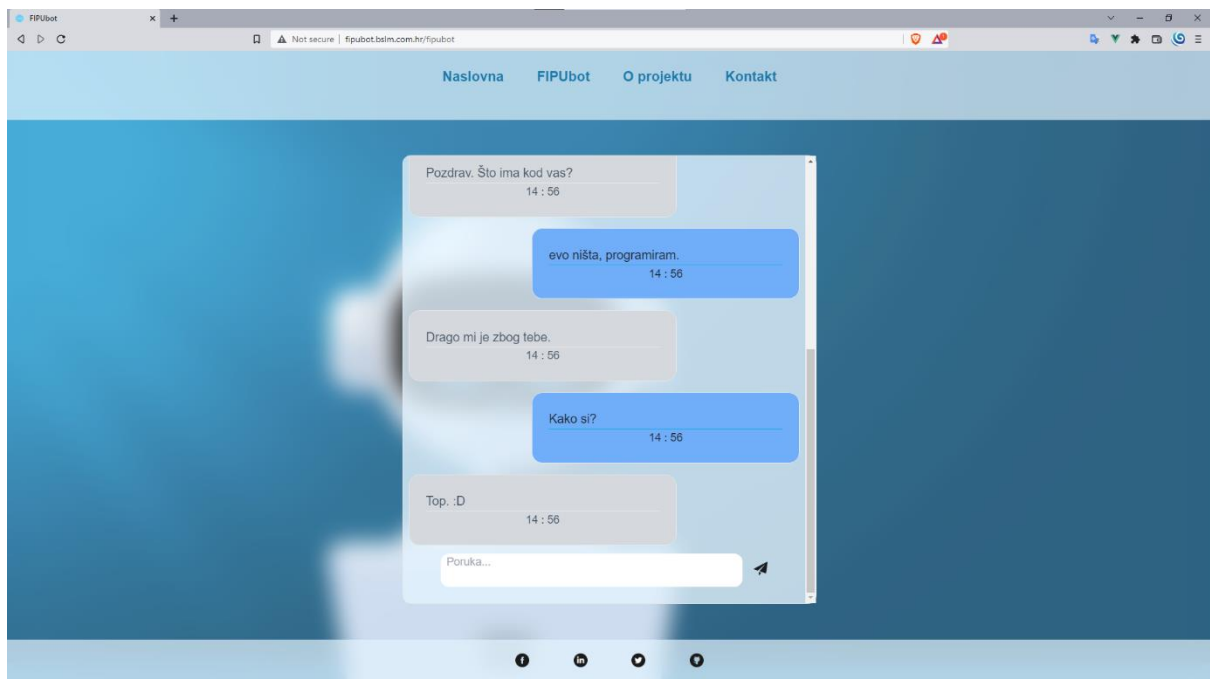 FIPUbot
Not secure | fipubot.bslm.com.hr/fipubot
Naslovna FIPUbot O projektu Kontakt
Pozdrav. Što ima kod vas?
14 : 56
evo ništa, programiram.
14 : 56
Drago mi je zbog tebe.
14 : 56
Kako si?
14 : 56
Top. :D
14 : 56
Poruka...